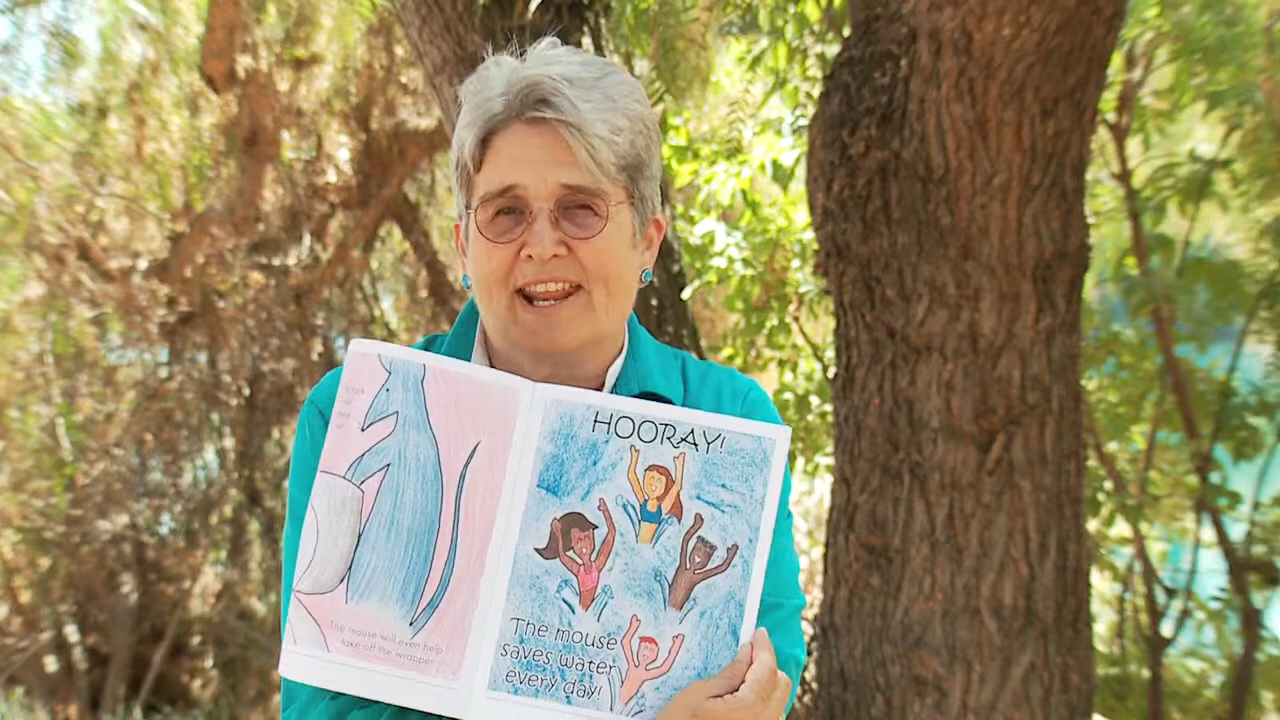 The mouse will even help
take off the wrapper
HOORAY!
The mouse
saves water
every day!